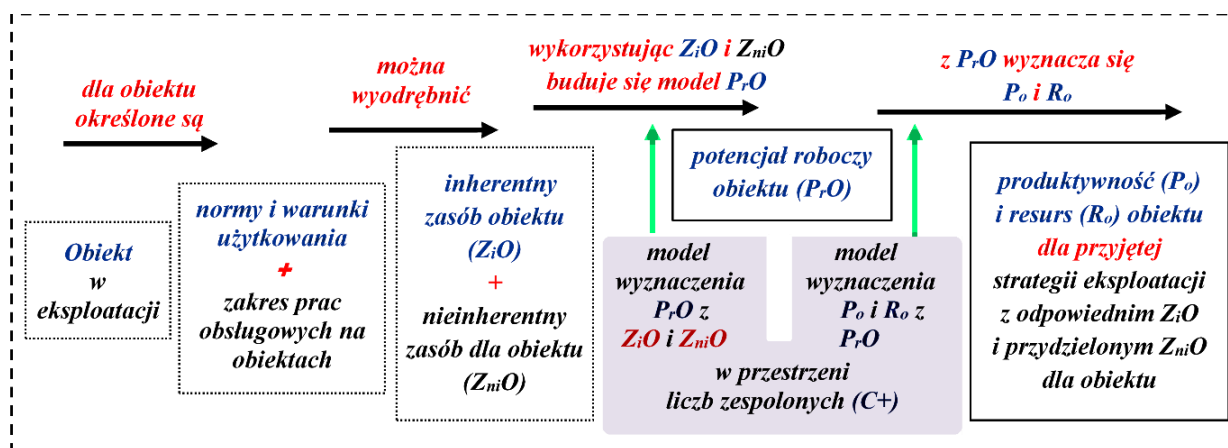 dla obiektu
określone są
można
wyodrębnić
wykorzystując ZiO i ZniO
buduje się model PrO
z PrO wyznacza się
Po i Ro
Obiekt
w
eksploatacji
normy i warunki
użytkowania
+
zakres prac
obsługowych na
obiektach
inherentny
zasób obiektu
(ZiO)
+
nieinherentny
zasób dla obiektu
(ZniO)
potencjał roboczy
obiektu (PrO)
model
wyznaczenia
PrO z
ZiO i ZniO
model
wyznaczenia
Po i Ro z
PrO
w przestrzeni
liczb zespolonych (C+)
produktywność (Po)
i resurs (Ro) obiektu
dla przyjętej
strategii eksploatacji
z odpowiednim ZiO
i przydzielonym ZniO
dla obiektu